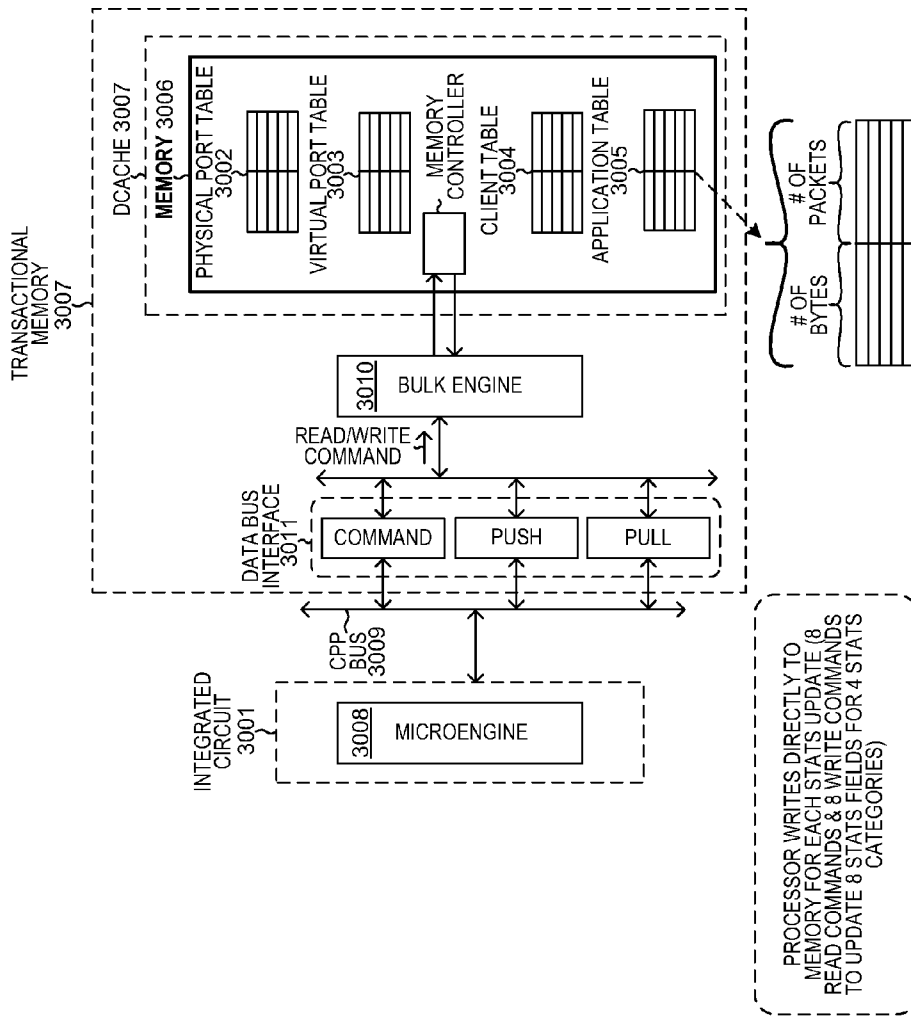 TRANSACTIONAL
MEMORY
3007
DCACHE 3007
MEMORY 3006
PHYSICAL PORT TABLE
3002
VIRTUAL PORT TABLE
3003
MEMORY
CONTROLLER
CLIENT TABLE
3004
APPLICATION TABLE
3005
# OF
BYTES
# OF
PACKETS
3010
BULK ENGINE
READ/WRITE
COMMAND
DATA BUS
INTERFACE
3011
COMMAND
PUSH
PULL
CPP
BUS
3009
INTEGRATED
CIRCUIT
3001
3008
MICROENGINE
PROCESSOR WRITES DIRECTLY TO
MEMORY FOR EACH STATS UPDATE (8
READ COMMANDS & 8 WRITE COMMANDS
TO UPDATE 8 STATS FIELDS FOR 4 STATS
CATEGORIES)